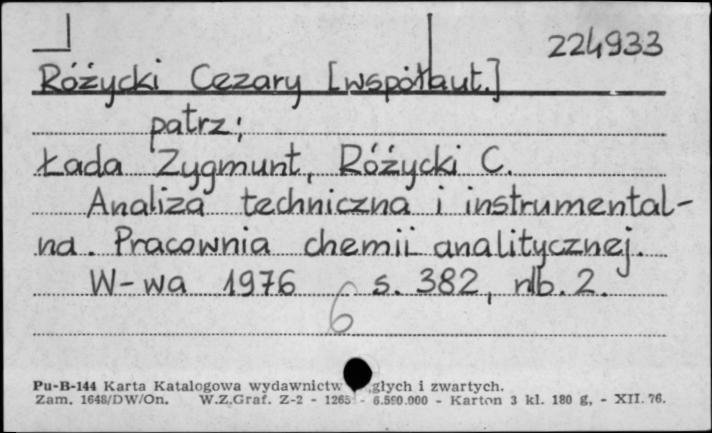 224933
Różycki Cezary [współaut.]
patrz:
Łada Zygmunt, Różycki C.
Analiza techniczna i instrumental-
na. Pracownia chemii analitycznej.
W-wa 1976 s. 382, nlb. 2.
6
Pu-B-144 Karta Katalogowa wydawnictw głych i zwartych.
Zam. 1648/DW/On. W.Z.Graf. Z-2 - 1265 - 6.590.000 - Karton 3 kl. 180 g, - XII. 76.